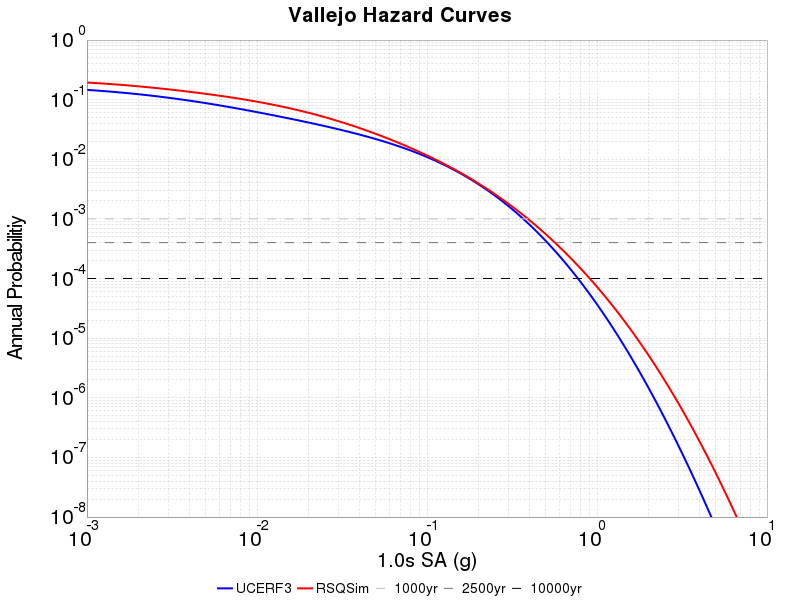 Vallejo Hazard Curves
Annual Probability
10^0
10^-1
10^-2
10^-3
10^-4
10^-5
10^-6
10^-7
10^-8
10^-3 10^-2 10^-1 10^0 10^1
1.0s SA (g)
UCERF3 RSQSim 1000yr 2500yr 10000yr